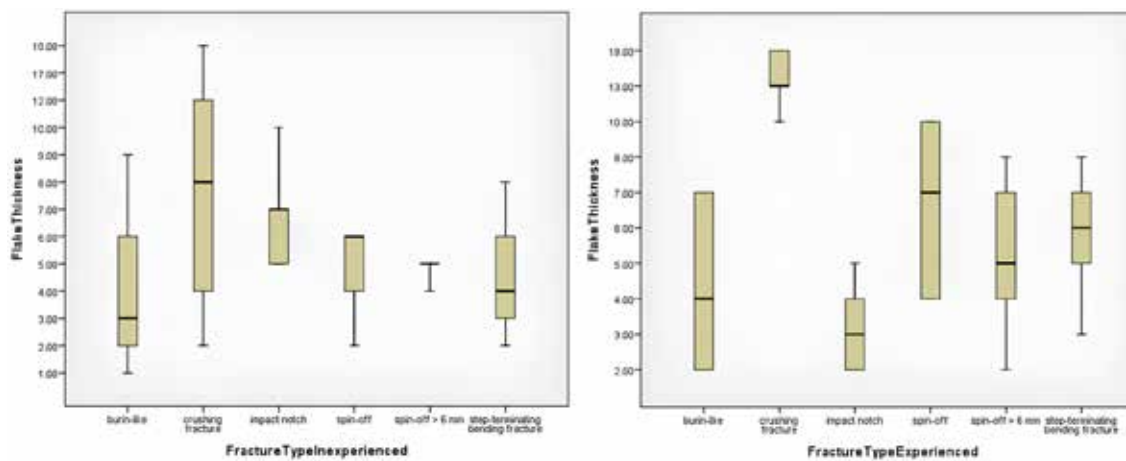 FlakeThickness
17.00
12.00
10.00
9.00
8.00
7.00
6.00
5.00
4.00
3.00
2.00
1.00
burin-like
crushing
fracture
impact notch
spin-off
spin-off > 6 mm
step-terminating
bending fracture
FractureTypeInexperienced
FlakeThickness
19.00
13.00
10.00
8.00
7.00
6.00
5.00
4.00
3.00
2.00
burin-like
crushing
fracture
impact notch
spin-off
spin-off > 6 mm
step-terminating
bending fracture
FractureTypeExperienced